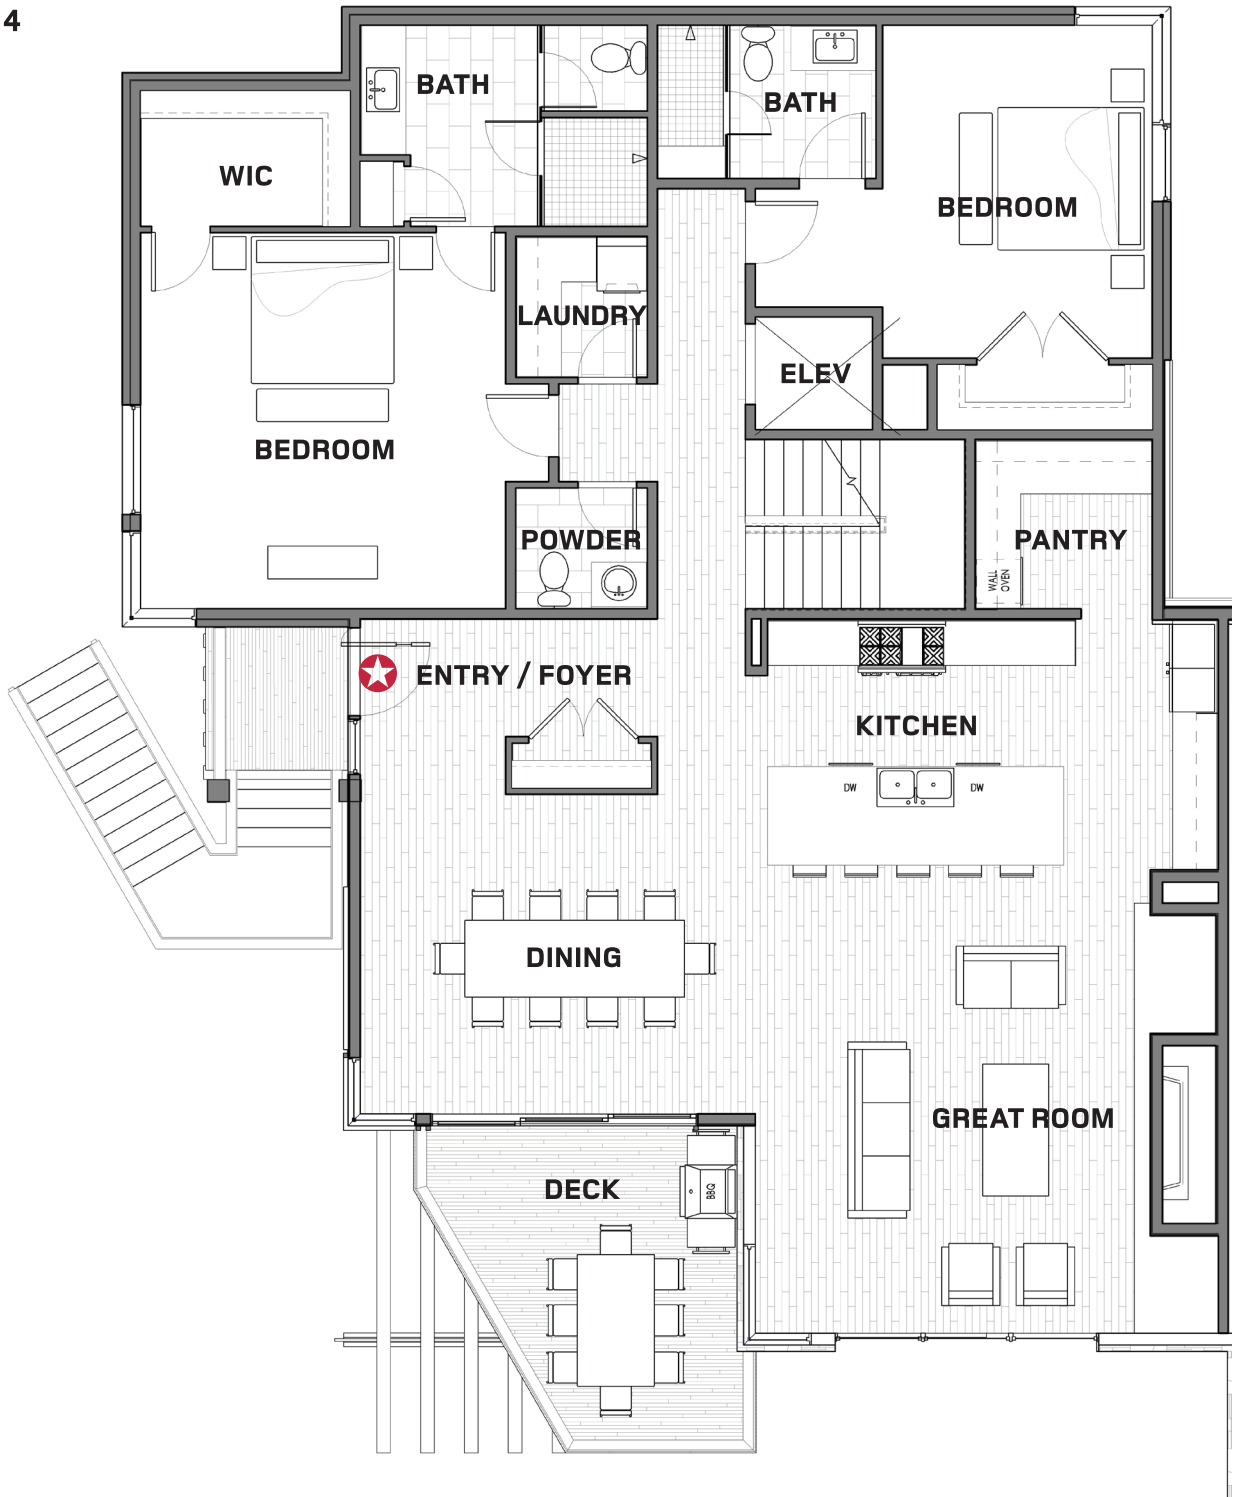 4
BATH
BATH
WIC
BEDROOM
LAUNDRY
ELEV
BEDROOM
POWDER
PANTRY
WALL
OVEN
ENTRY / FOYER
KITCHEN
DW
DW
DINING
GREAT ROOM
DECK
BBQ